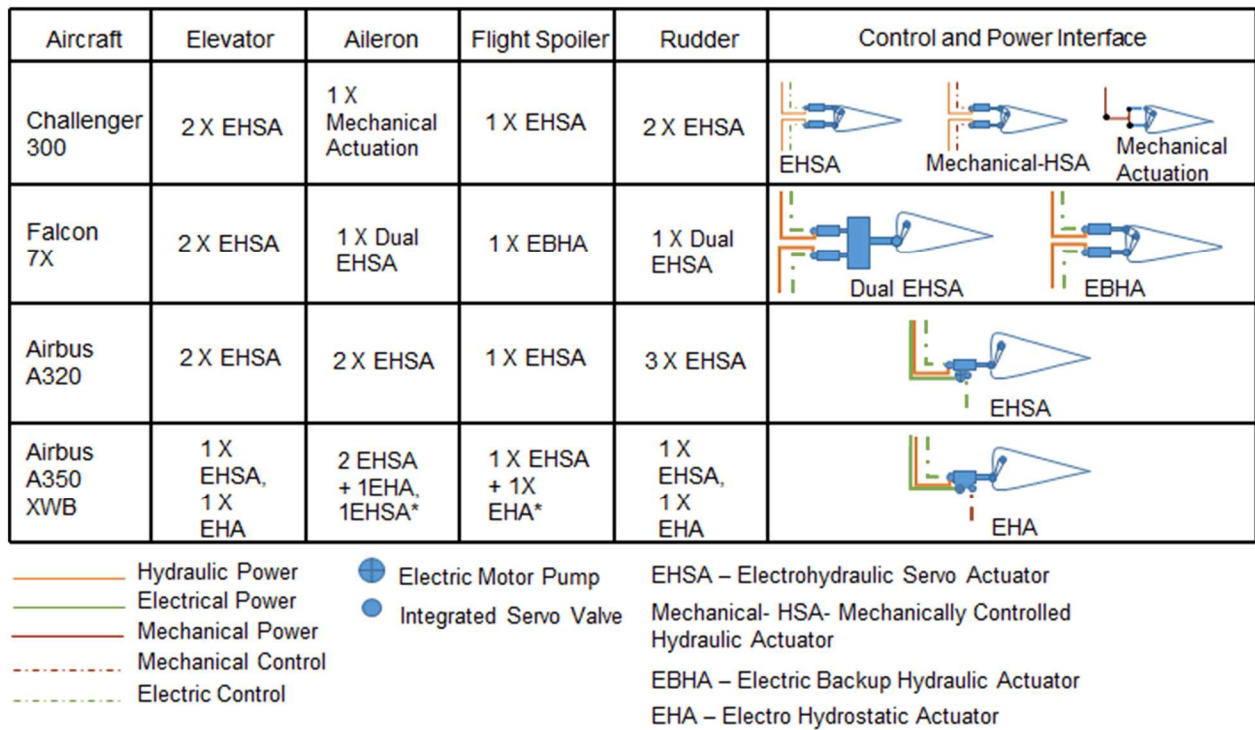 Aircraft
Elevator
Aileron
Flight Spoiler
Rudder
Control and Power Interface
Challenger
300
2 X EHSA
1 X
Mechanical
Actuation
1 X EHSA
2 X EHSA
EHSA
Mechanical-HSA
Mechanical
Actuation
Falcon
7X
2 X EHSA
1 X Dual
EHSA
1 X EBHA
1 X Dual
EHSA
Dual EHSA
EBHA
Airbus
A320
2 X EHSA
2 X EHSA
1 X EHSA
3 X EHSA
EHSA
Airbus
A350
XWB
1 X
EHSA,
1 X
EHA
2 EHSA
+ 1EHA,
1EHSA*
1 X EHSA
+ 1X
EHA*
1 X
EHSA,
1 X
EHA
EHA
Hydraulic Power
Electrical Power
Mechanical Power
Mechanical Control
Electric Control
Electric Motor Pump
Integrated Servo Valve
EHSA – Electrohydraulic Servo Actuator
Mechanical- HSA- Mechanically Controlled
Hydraulic Actuator
EBHA – Electric Backup Hydraulic Actuator
EHA – Electro Hydrostatic Actuator